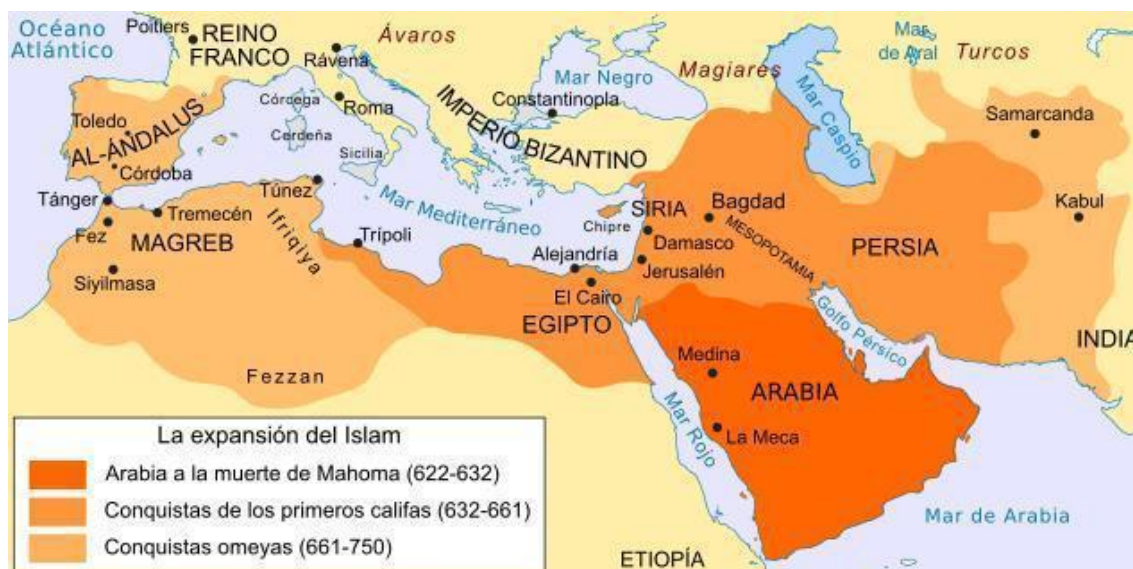 Océano
Atlántico
Poitiers
REINO
FRANCO
Ávaros
Mar
de Aral
Turcos
Rávena
Mar Negro
Magiares
Córcega
Roma
Constantinopla
Mar Caspio
Samarcanda
Toledo
AL-ÁNDALUS
Cerdeña
IMPERIO BIZANTINO
Córdoba
Sicilia
Tánger
Túnez
Mar Mediterráneo
Chipre
SIRIA
Bagdad
Kabul
Tremecén
Fez
MAGREB
Ifriqiya
Trípoli
Damasco
MESOPOTAMIA
PERSIA
Alejandría
Jerusalén
Siyilmasa
El Cairo
EGIPTO
Golfo Pérsico
INDIA
Fezzan
Medina
ARABIA
Mar Rojo
La Meca
La expansión del Islam
Arabia a la muerte de Mahoma (622-632)
Conquistas de los primeros califas (632-661)
Conquistas omeyas (661-750)
Mar de Arabia
ETIOPÍA